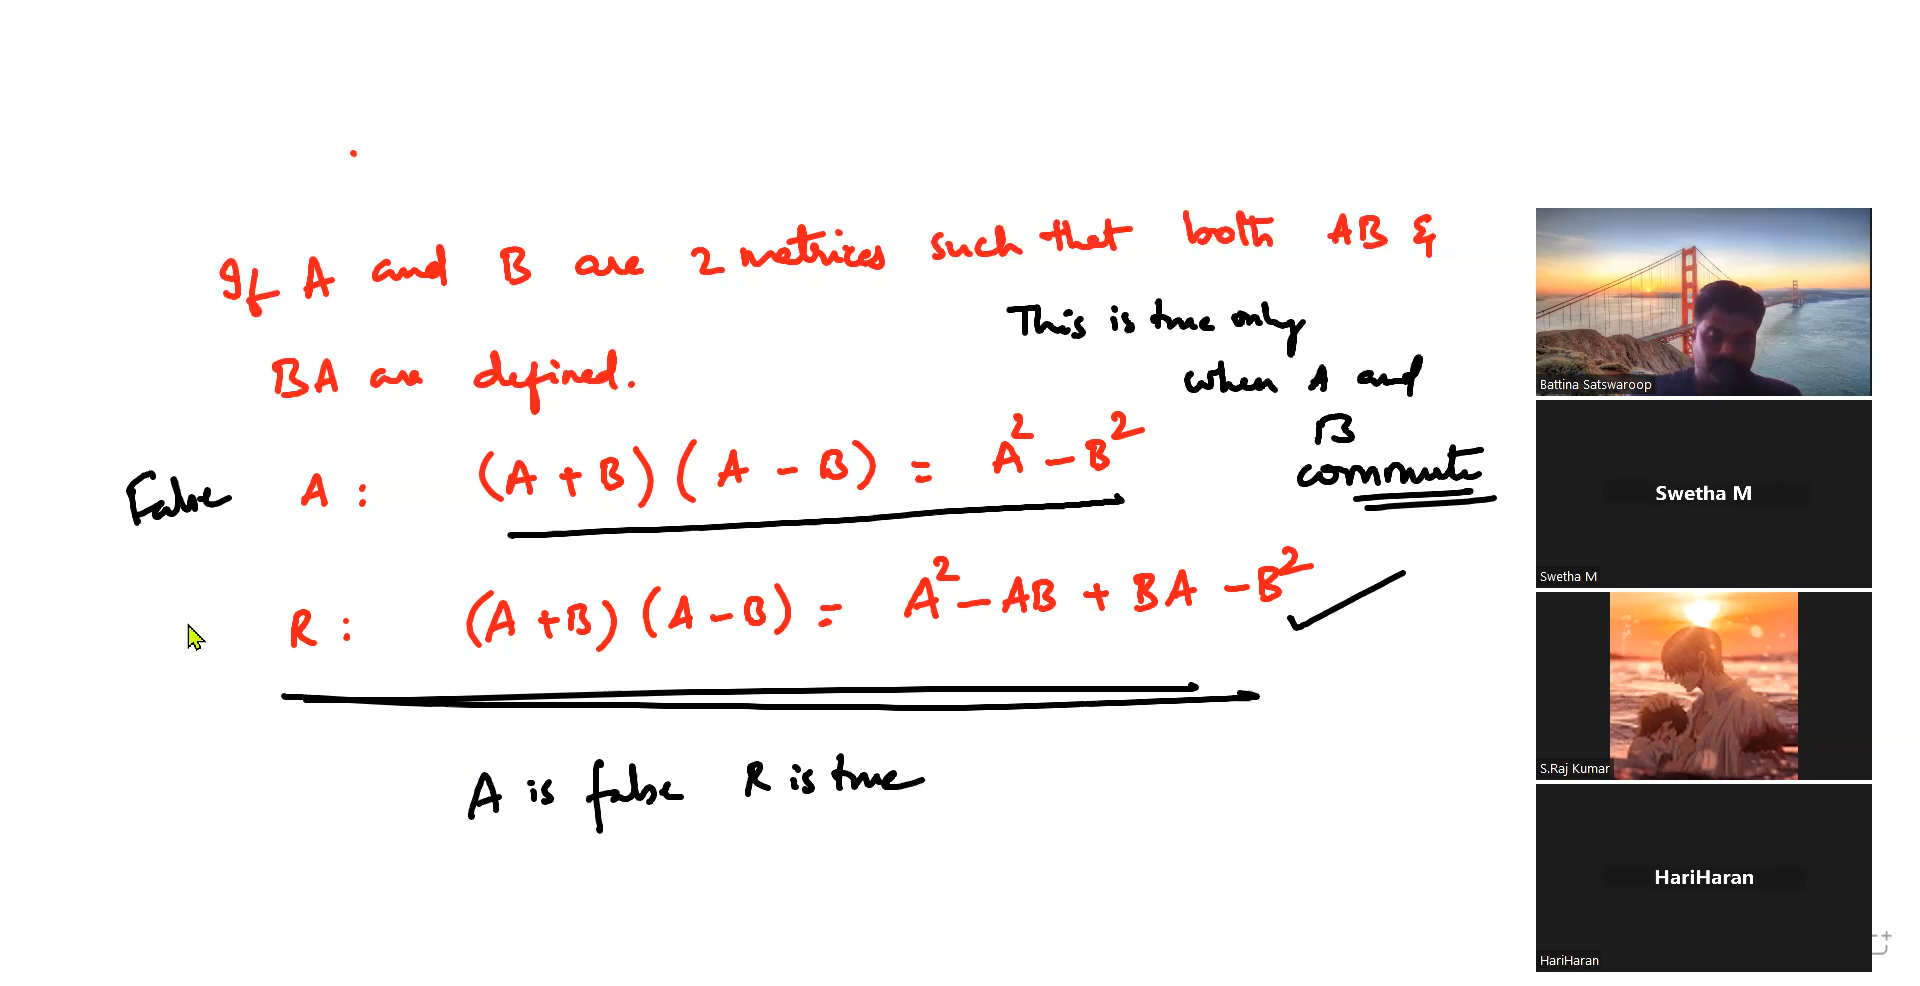 If A and B are 2 matrices such that both AB &
BA are defined.
This is true only
when A and
B
commute
False A : (A + B) (A - B) = A² - B²
R : (A + B) (A - B) = A² - AB + BA - B²
A is false R is true
Battina Satswaroop
Swetha M
Swetha M
S.Raj Kumar
HariHaran
HariHaran